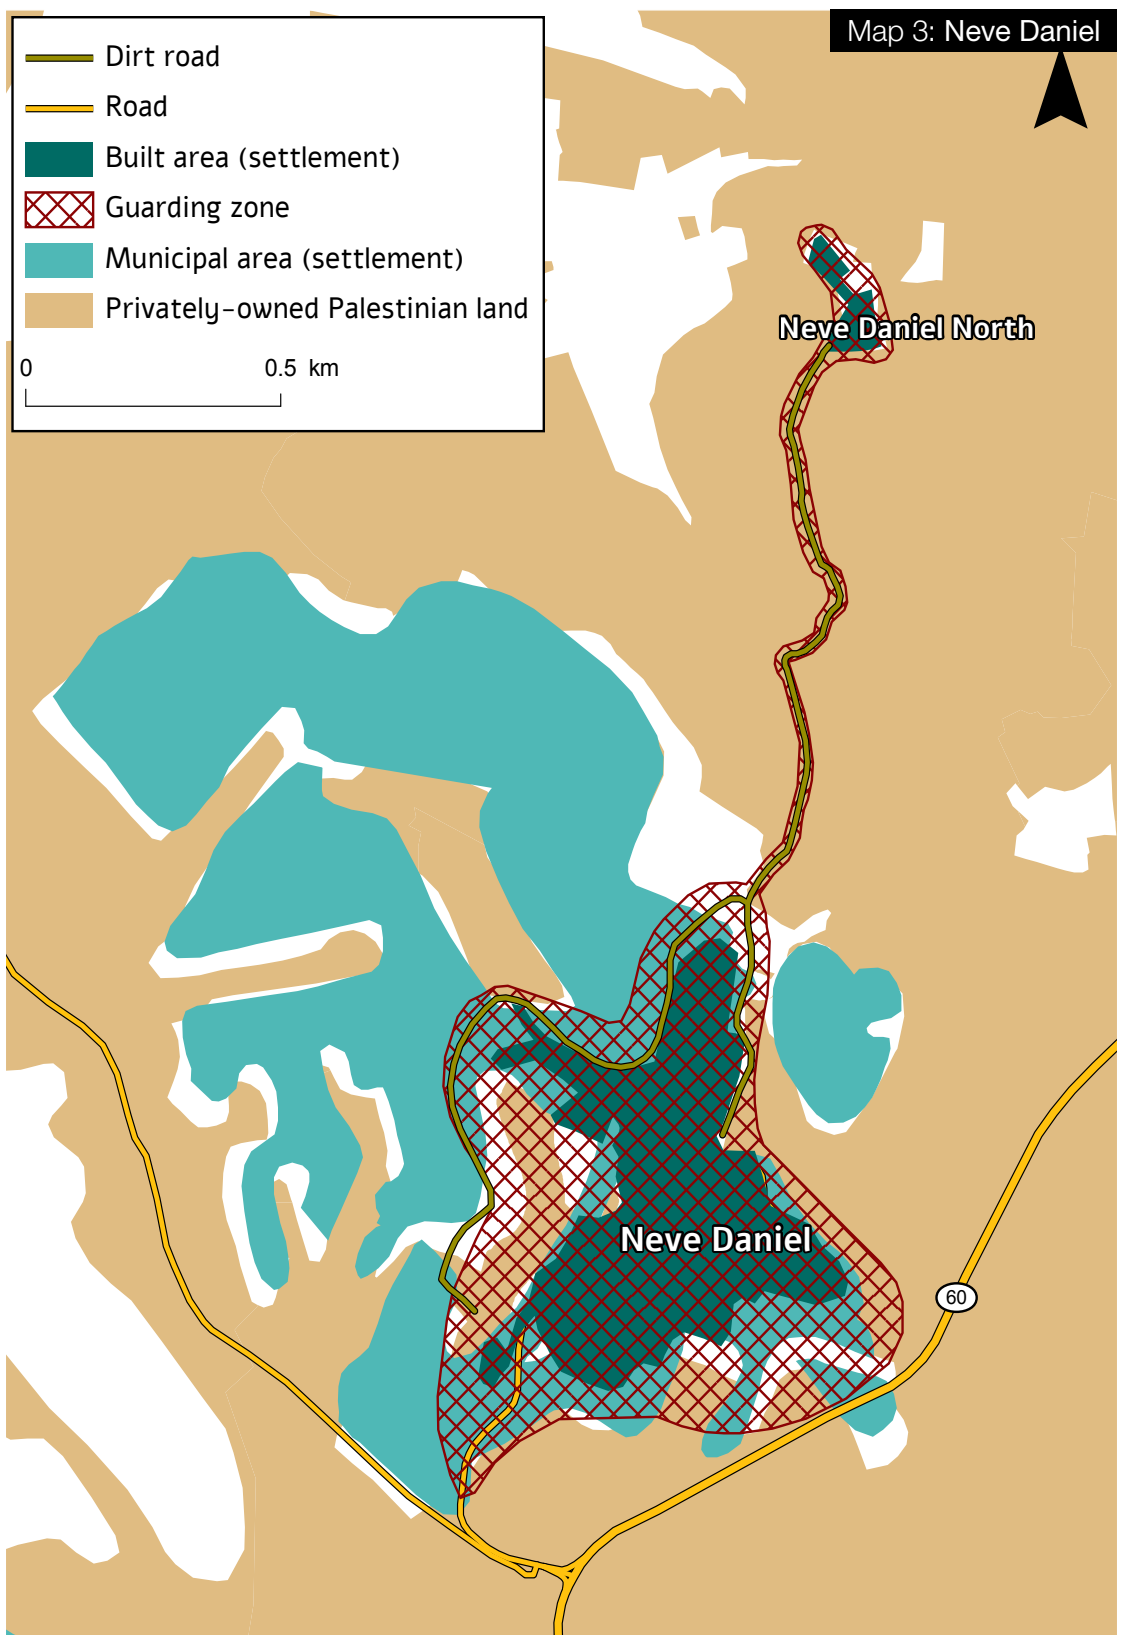 Map 3: Neve Daniel
Dirt road
Road
Built area (settlement)
Guarding zone
Municipal area (settlement)
Privately-owned Palestinian land
0 0.5 km
Neve Daniel North
Neve Daniel
60